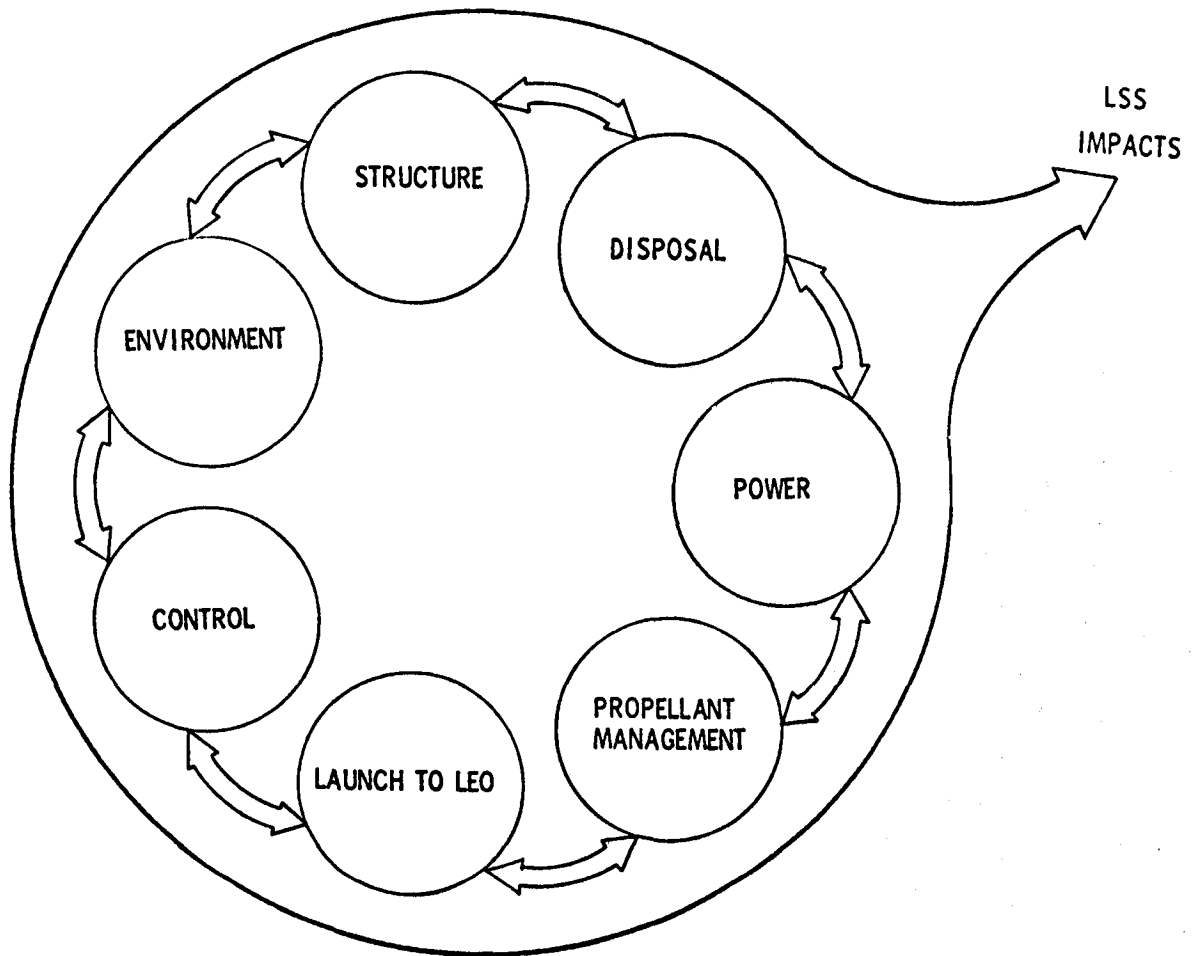 LSS
IMPACTS
STRUCTURE
DISPOSAL
ENVIRONMENT
POWER
CONTROL
PROPELLANT
MANAGEMENT
LAUNCH TO LEO